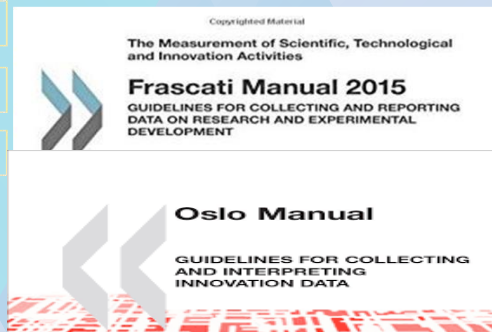 Copyrighted Material
The Measurement of Scientific, Technological
and Innovation Activities
Frascati Manual 2015
GUIDELINES FOR COLLECTING AND REPORTING
DATA ON RESEARCH AND EXPERIMENTAL
DEVELOPMENT
Oslo Manual
GUIDELINES FOR COLLECTING
AND INTERPRETING
INNOVATION DATA